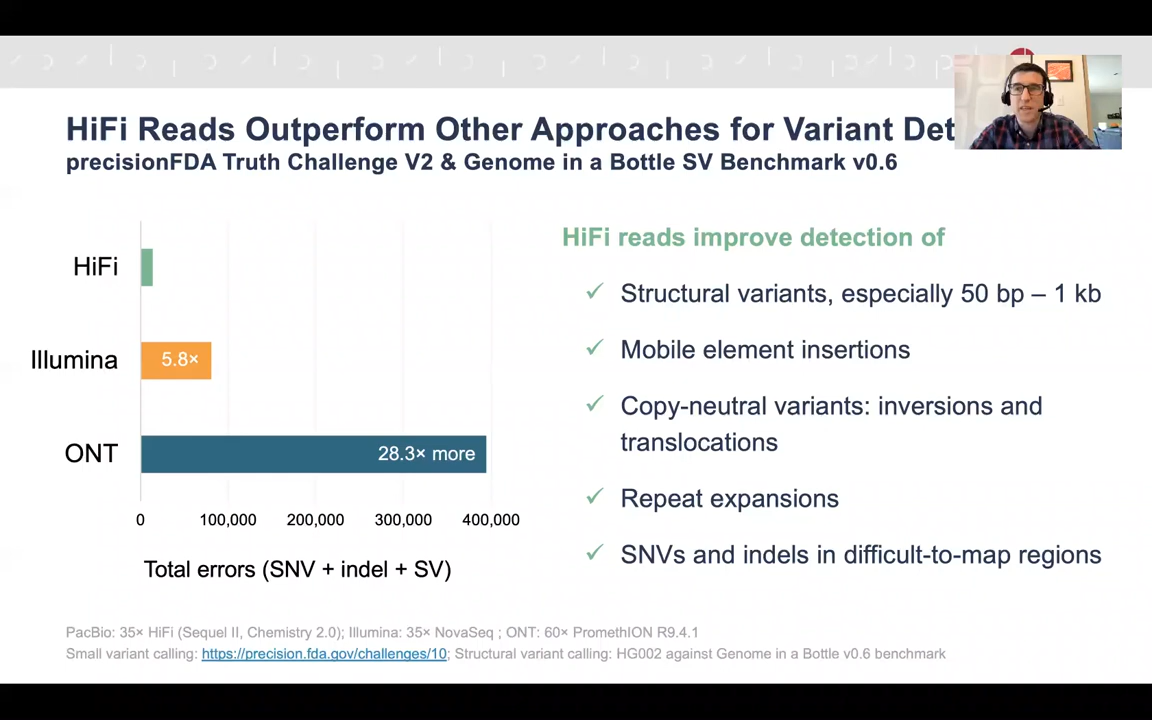 HiFi Reads Outperform Other Approaches for Variant Det
precisionFDA Truth Challenge V2 & Genome in a Bottle SV Benchmark v0.6
HiFi
Illumina
5.8×
ONT
28.3× more
0 100,000 200,000 300,000 400,000
Total errors (SNV + indel + SV)
HiFi reads improve detection of
✓ Structural variants, especially 50 bp – 1 kb
✓ Mobile element insertions
✓ Copy-neutral variants: inversions and
translocations
✓ Repeat expansions
✓ SNVs and indels in difficult-to-map regions
PacBio: 35× HiFi (Sequel II, Chemistry 2.0); Illumina: 35× NovaSeq ; ONT: 60× PromethION R9.4.1
Small variant calling: https://precision.fda.gov/challenges/10; Structural variant calling: HG002 against Genome in a Bottle v0.6 benchmark